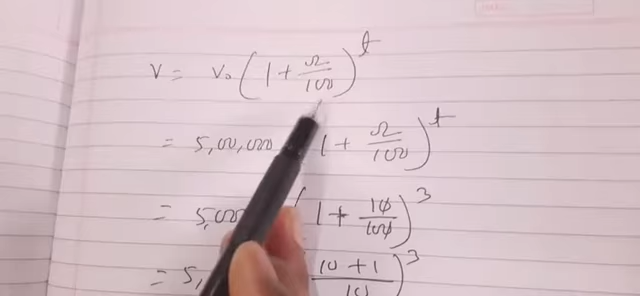 V = V₀ (1 + r/100)^t
= 5,00,000 1 + r/100)^t
= 5,00 (1 + 10/100)^3
= 5, 10 + 1/10)^3